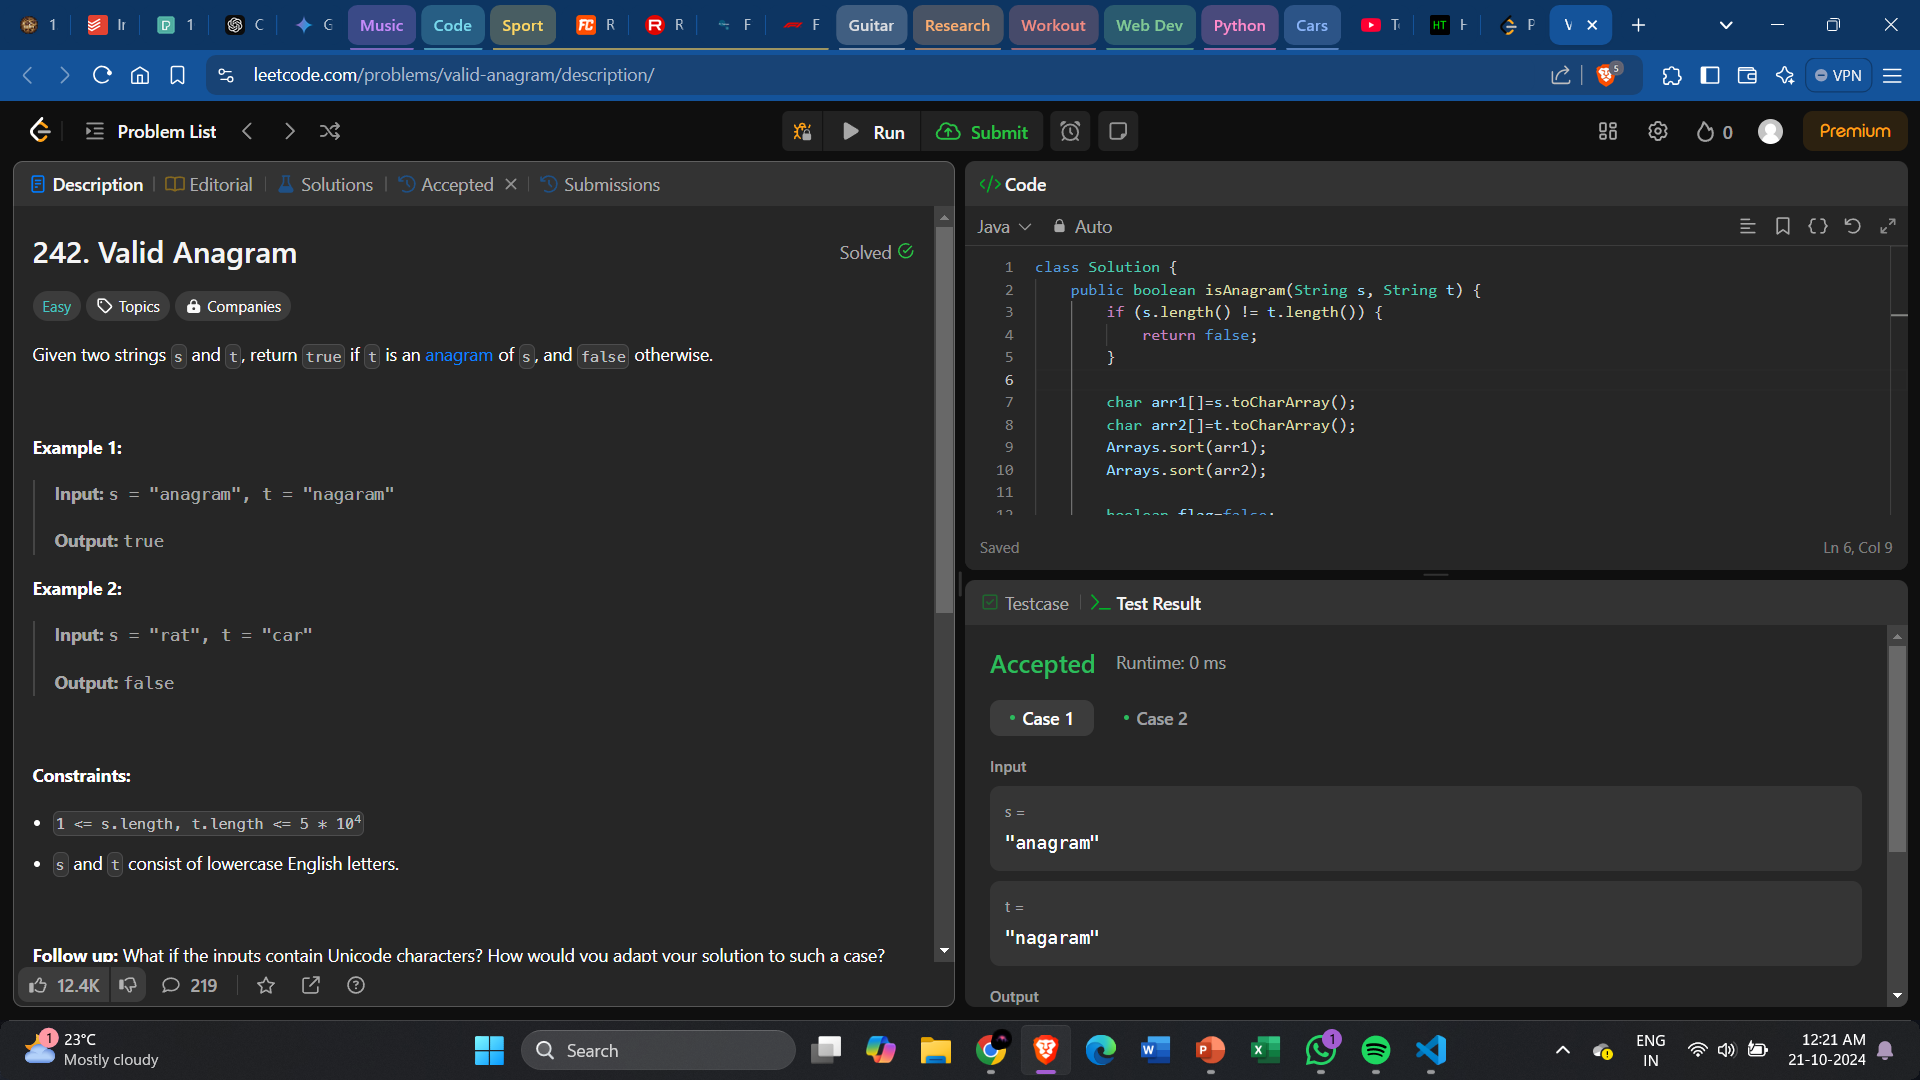 1
Ir
1
C
G
Music
Code
Sport
R
R
F
F
Guitar
Research
Workout
Web Dev
Python
Cars
H
P
V
leetcode.com/problems/valid-anagram/description/
5
VPN
Problem List
Run
Submit
0
Premium
Description
Editorial
Solutions
Accepted
Submissions
242. Valid Anagram
Solved
Easy
Topics
Companies
Given two strings s and t, return true if t is an anagram of s, and false otherwise.
Example 1:
Input: s = "anagram", t = "nagaram"
Output: true
Example 2:
Input: s = "rat", t = "car"
Output: false
Constraints:
1 <= s.length, t.length <= 5 * 10⁴
s and t consist of lowercase English letters.
Follow up: What if the inputs contain Unicode characters? How would you adapt your solution to such a case?
12.4K
219
</> Code
Java
Auto
1 class Solution {
2 public boolean isAnagram(String s, String t) {
3 if (s.length() != t.length()) {
4 return false;
5 }
6
7 char arr1[]=s.toCharArray();
8 char arr2[]=t.toCharArray();
9 Arrays.sort(arr1);
10 Arrays.sort(arr2);
11
12 boolean flag=false;
Saved
Ln 6, Col 9
Testcase
Test Result
Accepted
Runtime: 0 ms
Case 1
Case 2
Input
s =
"anagram"
t =
"nagaram"
Output
1
23°C
Mostly cloudy
Search
1
ENG
IN
12:21 AM
21-10-2024